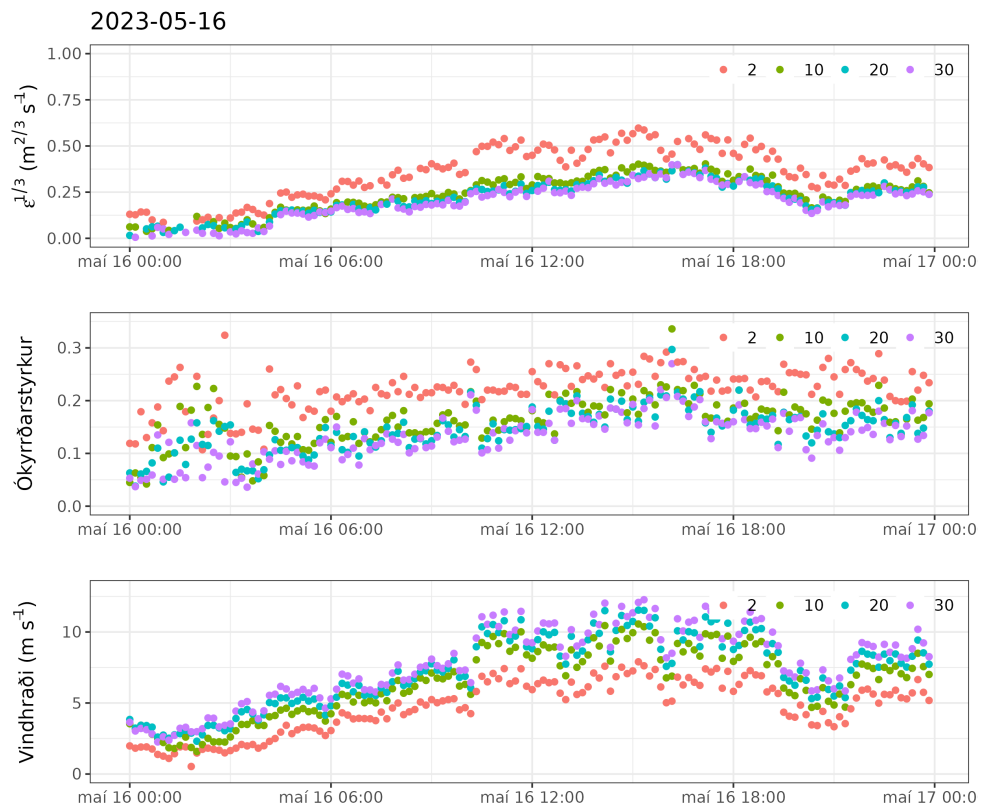 2023-05-16
ε^1/3 (m^2/3 s^-1)
1.00
0.75
0.50
0.25
0.00
2 10 20 30
maí 16 00:00 maí 16 06:00 maí 16 12:00 maí 16 18:00 maí 17 00:0
Ókyrrðarstyrkur
0.3
0.2
0.1
0.0
2 10 20 30
maí 16 00:00 maí 16 06:00 maí 16 12:00 maí 16 18:00 maí 17 00:0
Vindhraði (m s^-1)
10
5
0
2 10 20 30
maí 16 00:00 maí 16 06:00 maí 16 12:00 maí 16 18:00 maí 17 00:0